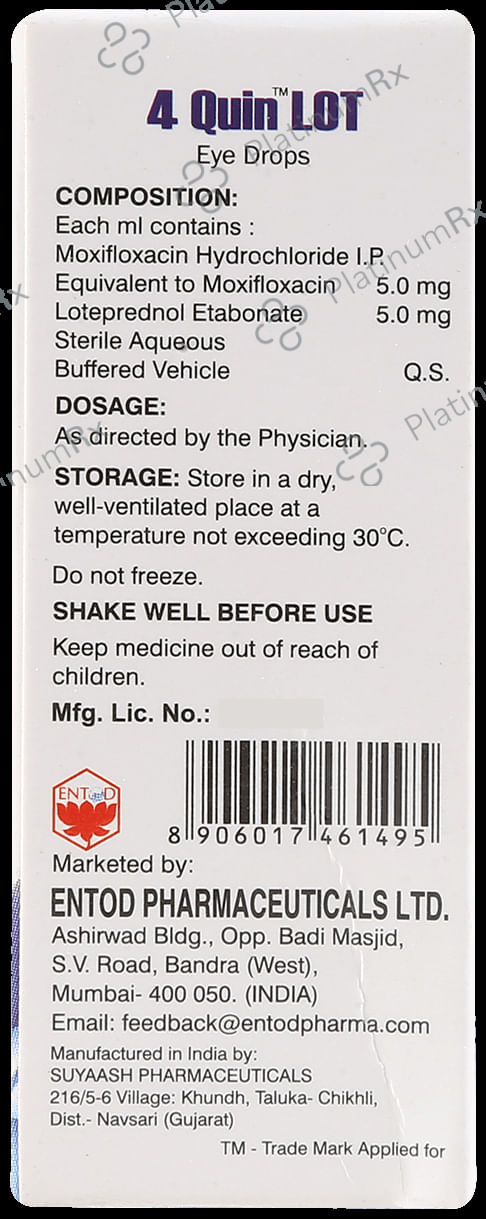 4 Quin™ LOT
Eye Drops
COMPOSITION:
Each ml contains :
Moxifloxacin Hydrochloride I.P.
Equivalent to Moxifloxacin 5.0 mg
Loteprednol Etabonate 5.0 mg
Sterile Aqueous
Buffered Vehicle Q.S.
DOSAGE:
As directed by the Physician.
STORAGE: Store in a dry,
well-ventilated place at a
temperature not exceeding 30°C.
Do not freeze.
SHAKE WELL BEFORE USE
Keep medicine out of reach of
children.
Mfg. Lic. No.:
ENTOD
8 906017 461495
Marketed by:
ENTOD PHARMACEUTICALS LTD.
Ashirwad Bldg., Opp. Badi Masjid,
S.V. Road, Bandra (West),
Mumbai- 400 050. (INDIA)
Email: feedback@entodpharma.com
Manufactured in India by:
SUYAASH PHARMACEUTICALS
216/5-6 Village: Khundh, Taluka- Chikhli,
Dist.- Navsari (Gujarat)
TM - Trade Mark Applied for
PlatinumRx
PlatinumRx